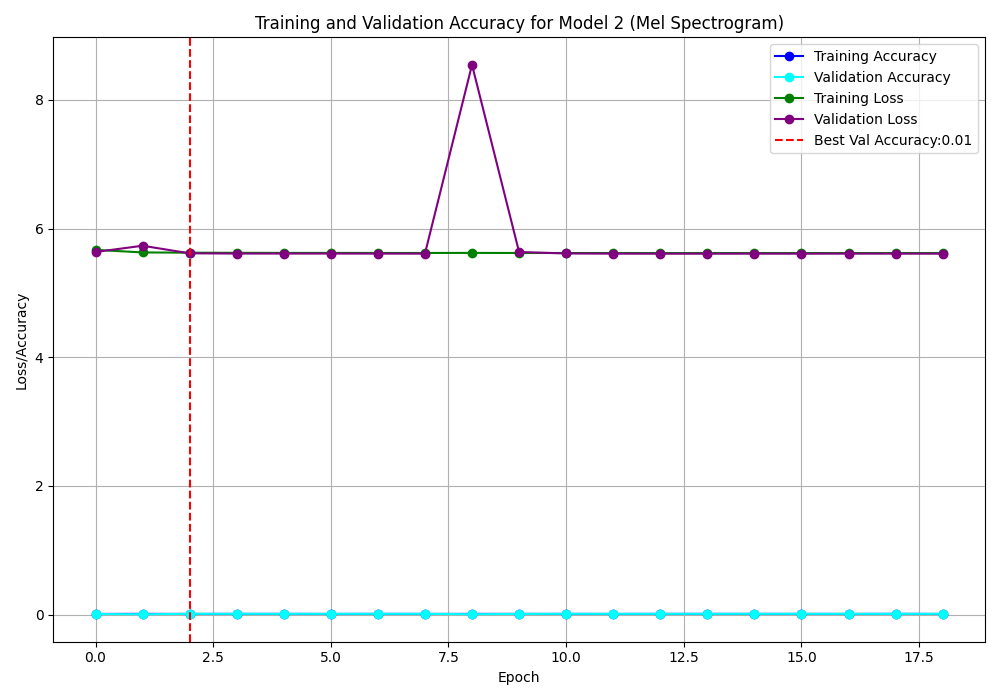 Training and Validation Accuracy for Model 2 (Mel Spectrogram)
Training Accuracy
Validation Accuracy
Training Loss
Validation Loss
Best Val Accuracy:0.01
Loss/Accuracy
8
6
4
2
0
0.0 2.5 5.0 7.5 10.0 12.5 15.0 17.5
Epoch